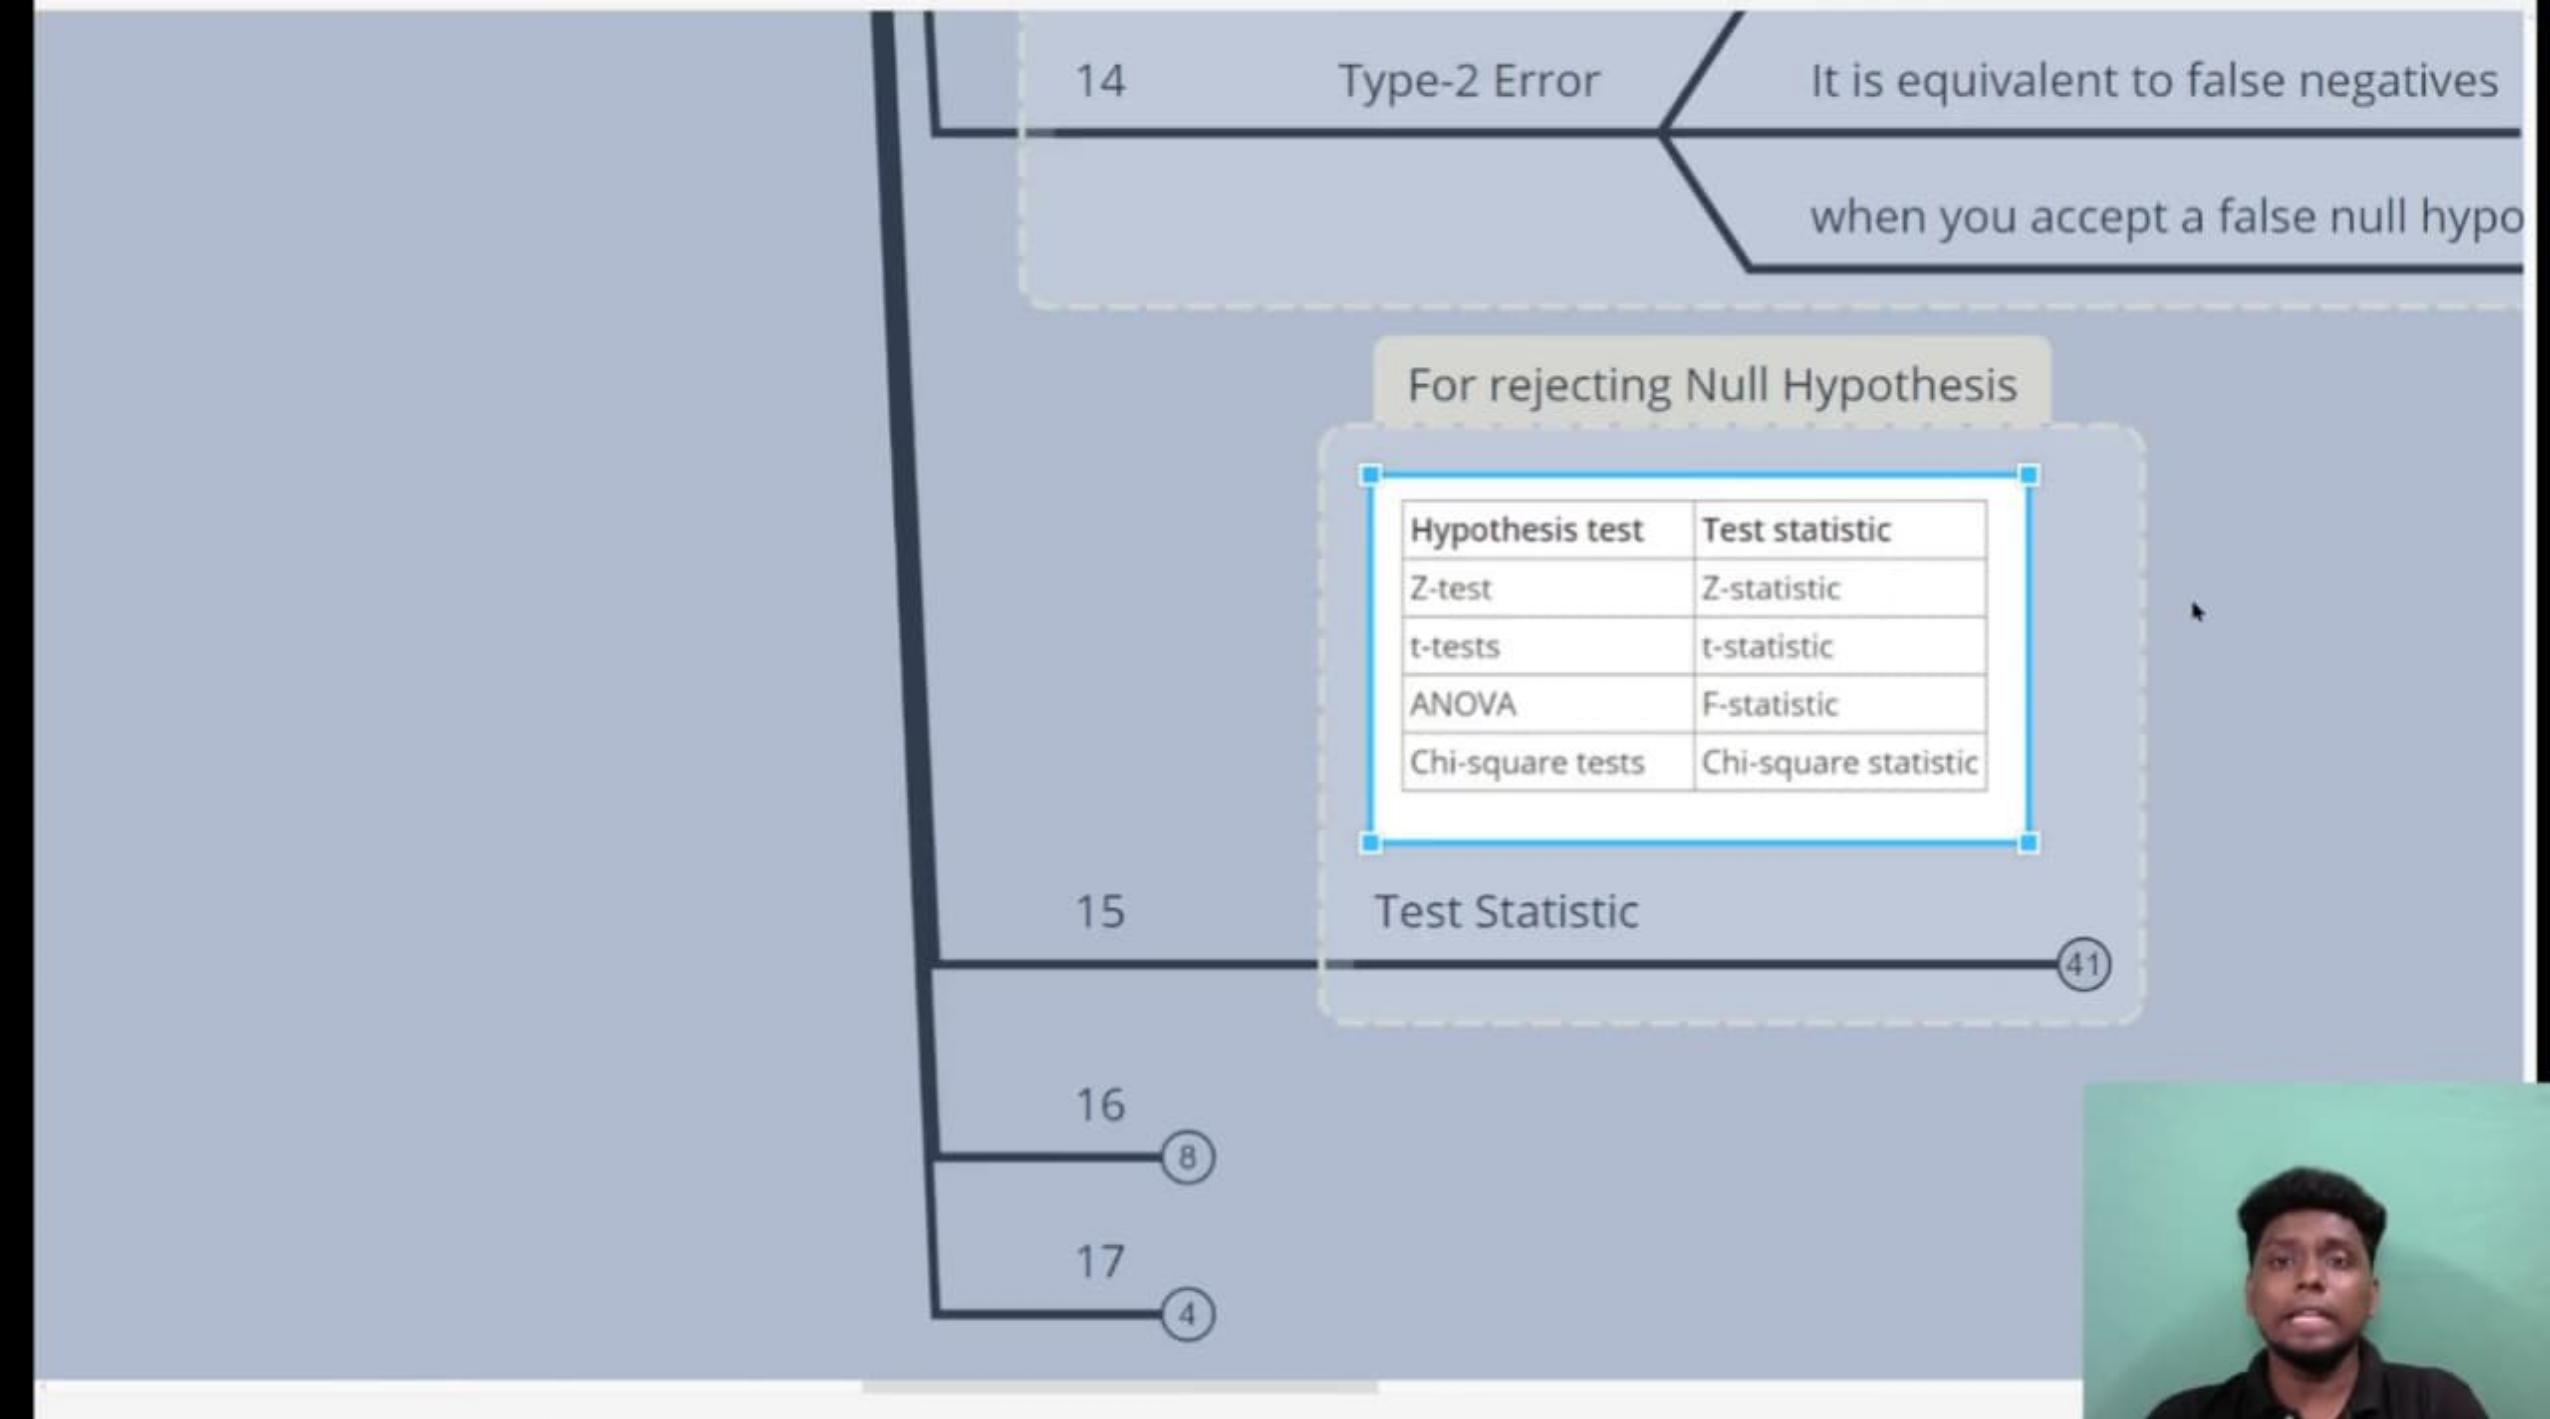 14 Type-2 Error It is equivalent to false negatives
when you accept a false null hypo
For rejecting Null Hypothesis
Hypothesis test Test statistic
Z-test Z-statistic
t-tests t-statistic
ANOVA F-statistic
Chi-square tests Chi-square statistic
15 Test Statistic
41
16
8
17
4